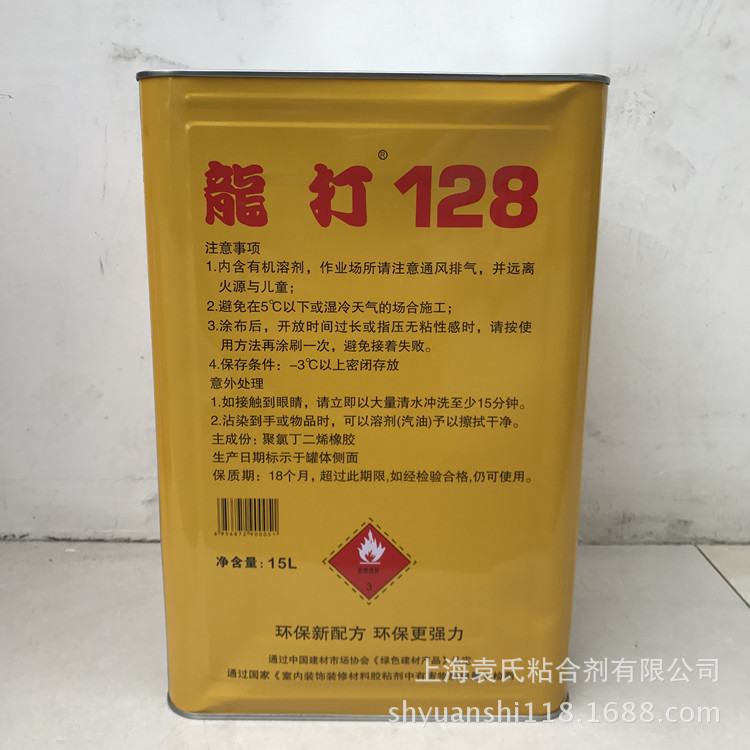 龍打®128
注意事项
1.内含有机溶剂，作业场所请注意通风排气，并远离
火源与儿童；
2.避免在5℃以下或湿冷天气的场合施工；
3.涂布后，开放时间过长或指压无粘性感时，请按使
用方法再涂刷一次，避免接着失败。
4.保存条件：-3℃以上密闭存放
意外处理
1.如接触到眼睛，请立即以大量清水冲洗至少15分钟。
2.沾染到手或物品时，可以溶剂(汽油)予以擦拭干净。
主成份：聚氯丁二烯橡胶
生产日期标示于罐体侧面
保质期：18个月，超过此期限,如经检验合格,仍可使用。
6956872900051
净含量：15L
3
环保新配方 环保更强力
通过中国建材市场协会《绿色建材产品》
通过国家《室内装饰装修材料胶粘剂中有害物
上海袁氏粘合剂有限公司
shyuanshi118.1688.com